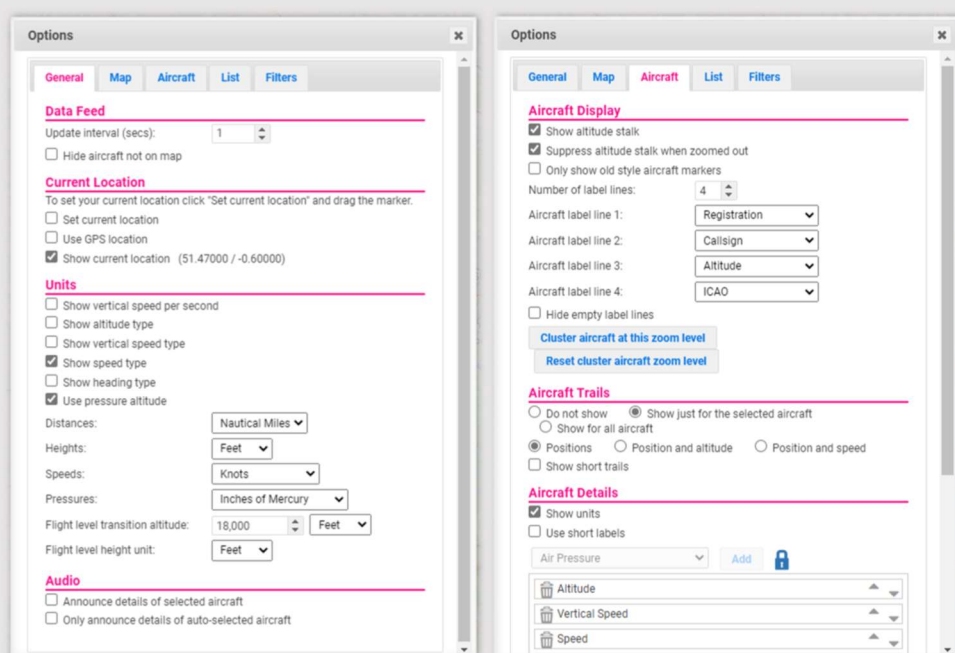 Options
General Map Aircraft List Filters
Data Feed
Update interval (secs): 1
Hide aircraft not on map
Current Location
To set your current location click "Set current location" and drag the marker.
Set current location
Use GPS location
Show current location (51.47000 / -0.60000)
Units
Show vertical speed per second
Show altitude type
Show vertical speed type
Show speed type
Show heading type
Use pressure altitude
Distances: Nautical Miles
Heights: Feet
Speeds: Knots
Pressures: Inches of Mercury
Flight level transition altitude: 18,000 Feet
Flight level height unit: Feet
Audio
Announce details of selected aircraft
Only announce details of auto-selected aircraft
Options
General Map Aircraft List Filters
Aircraft Display
Show altitude stalk
Suppress altitude stalk when zoomed out
Only show old style aircraft markers
Number of label lines: 4
Aircraft label line 1: Registration
Aircraft label line 2: Callsign
Aircraft label line 3: Altitude
Aircraft label line 4: ICAO
Hide empty label lines
Cluster aircraft at this zoom level
Reset cluster aircraft zoom level
Aircraft Trails
Do not show Show just for the selected aircraft
Show for all aircraft
Positions Position and altitude Position and speed
Show short trails
Aircraft Details
Show units
Use short labels
Air Pressure Add
Altitude
Vertical Speed
Speed